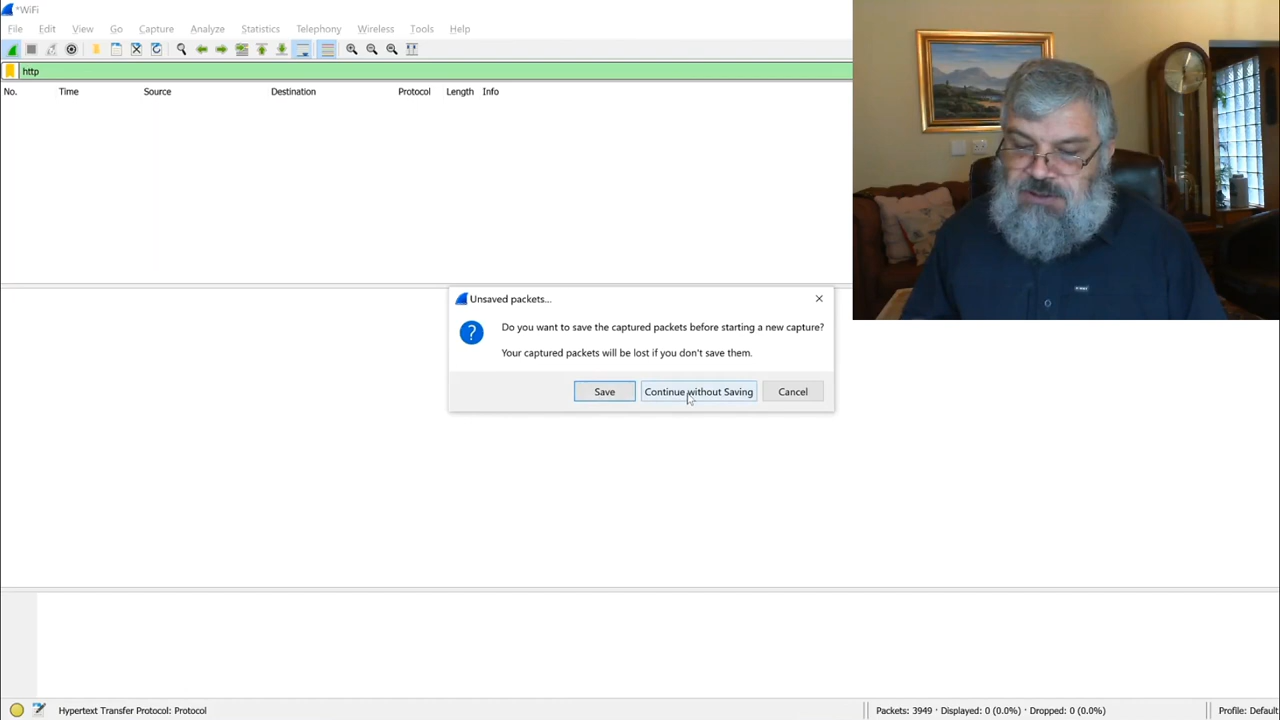 *WiFi
File Edit View Go Capture Analyze Statistics Telephony Wireless Tools Help
http
No. Time Source Destination Protocol Length Info
Unsaved packets...
Do you want to save the captured packets before starting a new capture?
Your captured packets will be lost if you don't save them.
Save Continue without Saving Cancel
Hypertext Transfer Protocol: Protocol Packets: 3949 · Displayed: 0 (0.0%) · Dropped: 0 (0.0%) Profile: Default